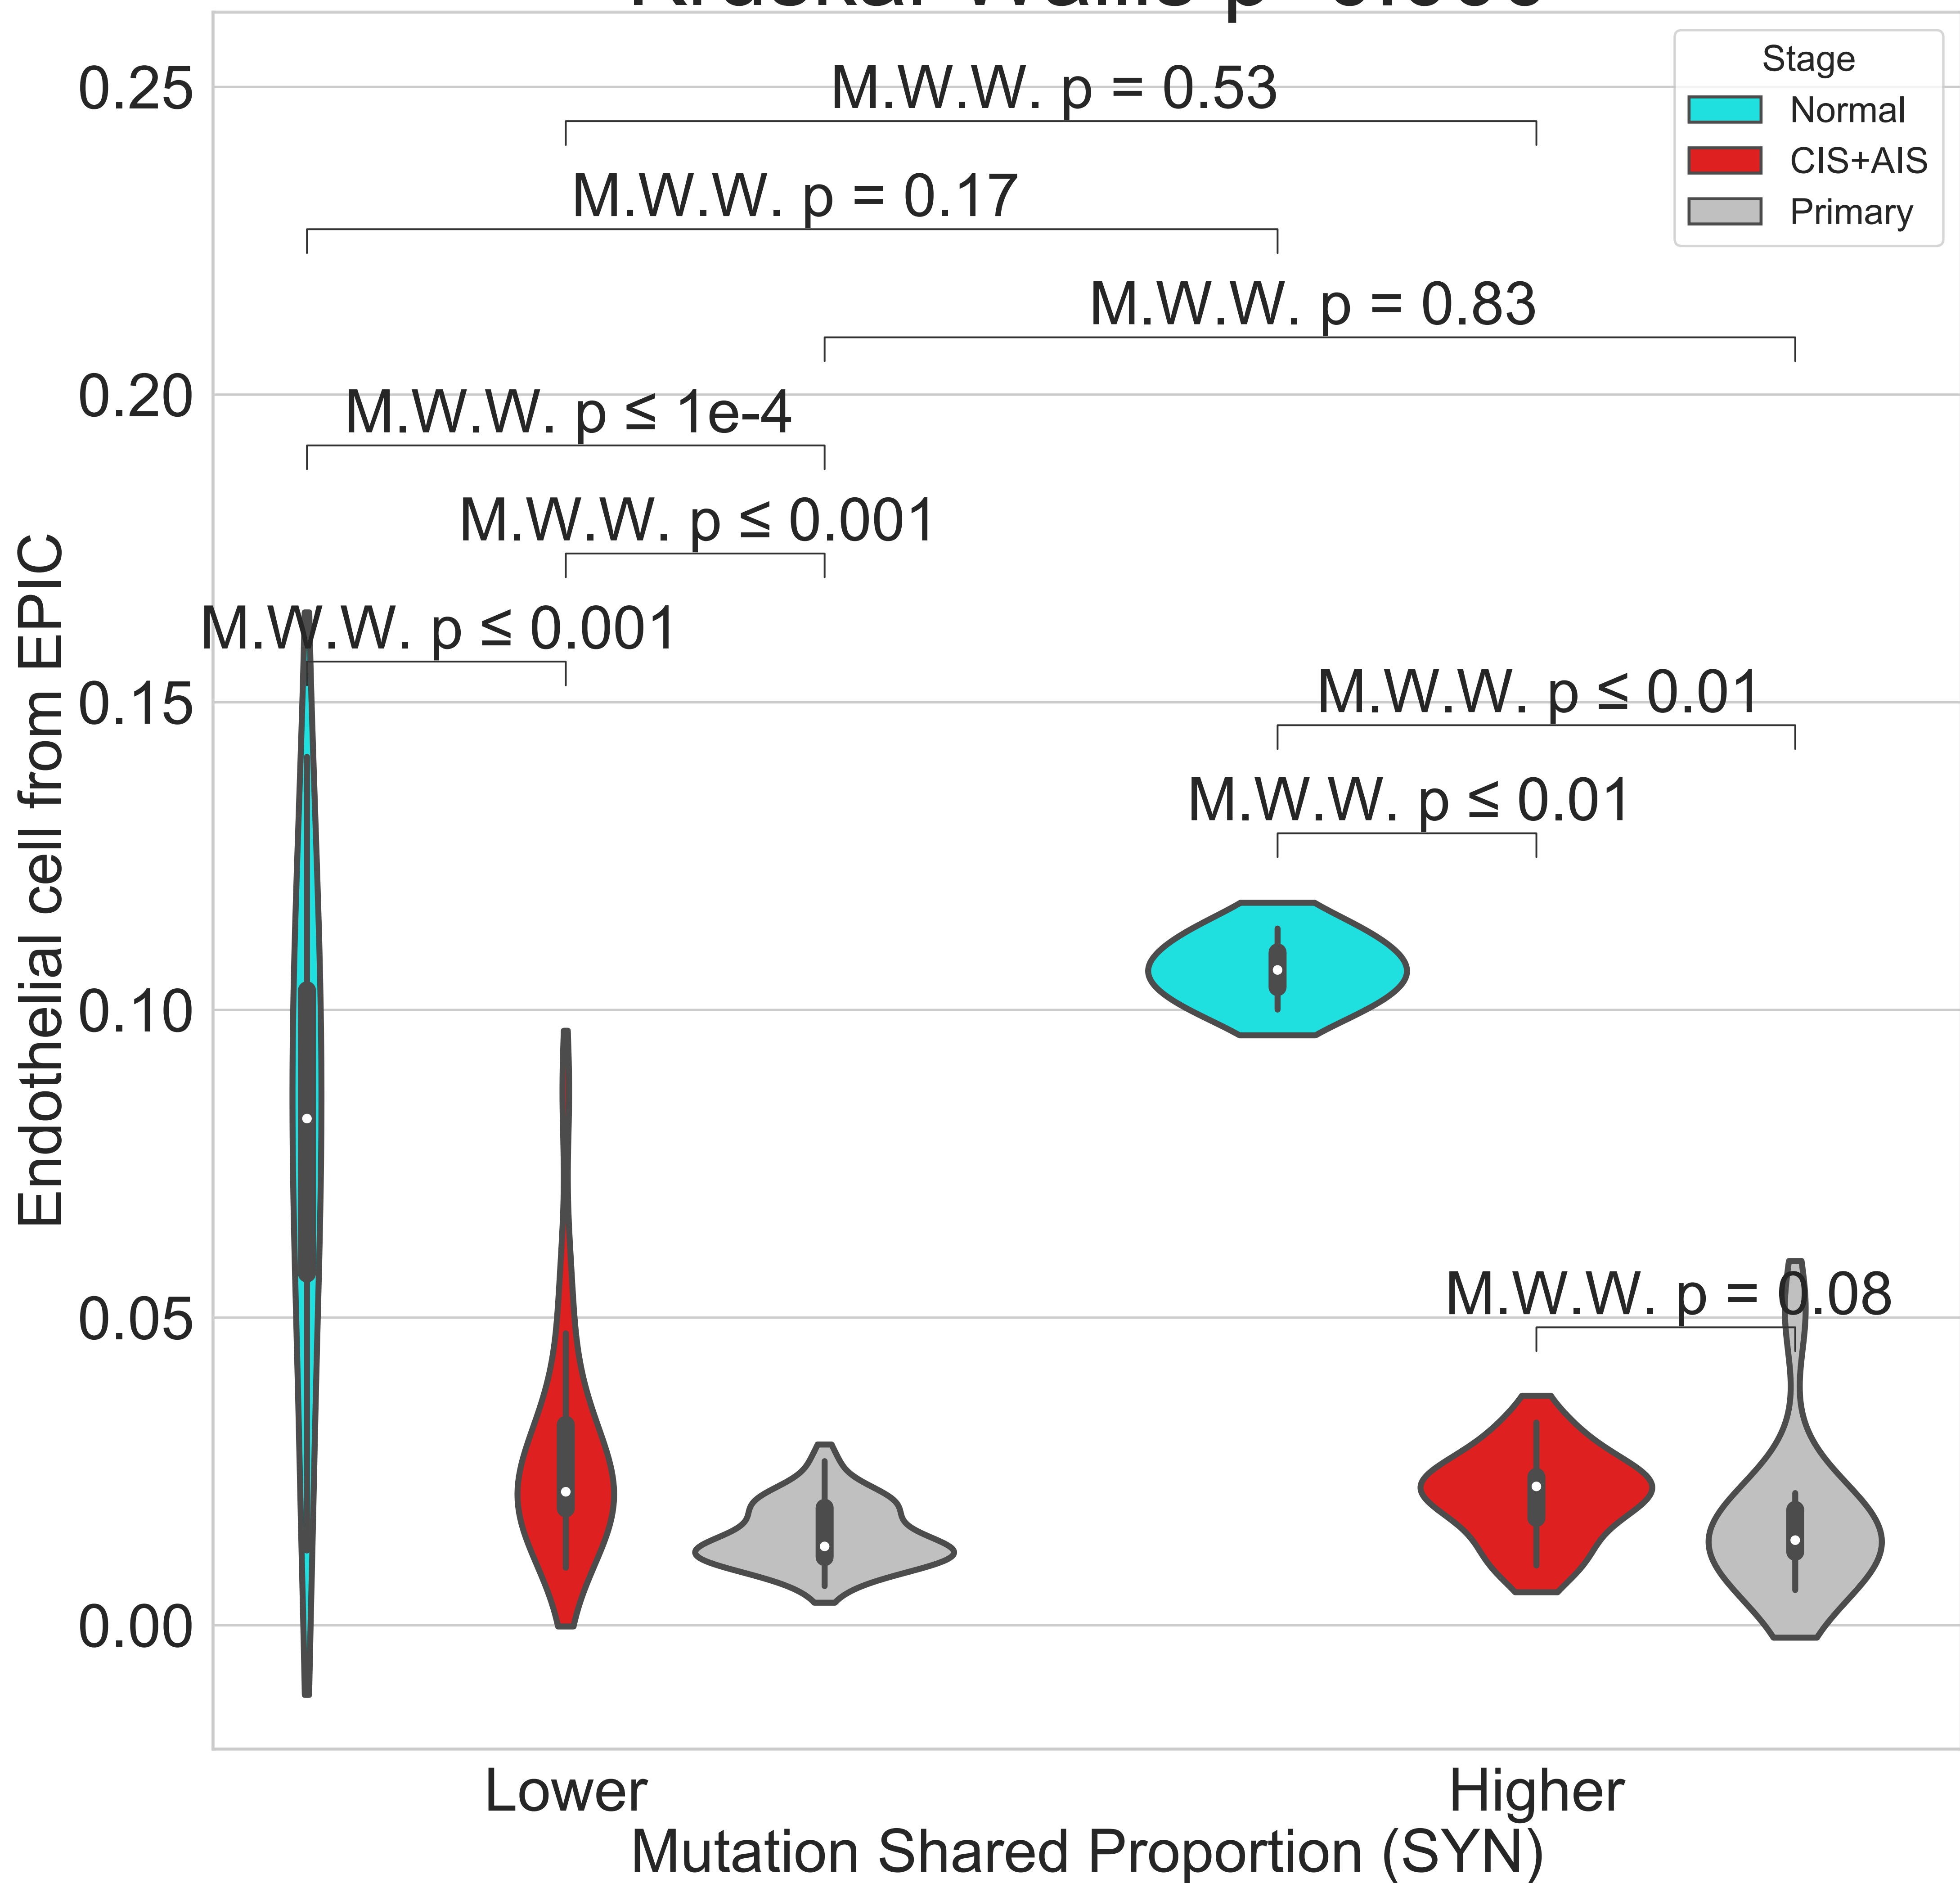 0.25
0.20
0.15
0.10
0.05
0.00
Endothelial cell from EPIC
M.W.W. p = 0.53
M.W.W. p = 0.17
M.W.W. p = 0.83
M.W.W. p ≤ 1e-4
M.W.W. p ≤ 0.001
M.W.W. p ≤ 0.001
M.W.W. p ≤ 0.01
M.W.W. p ≤ 0.01
M.W.W. p = 0.08
Stage
Normal
CIS+AIS
Primary
Lower
Higher
Mutation Shared Proportion (SYN)